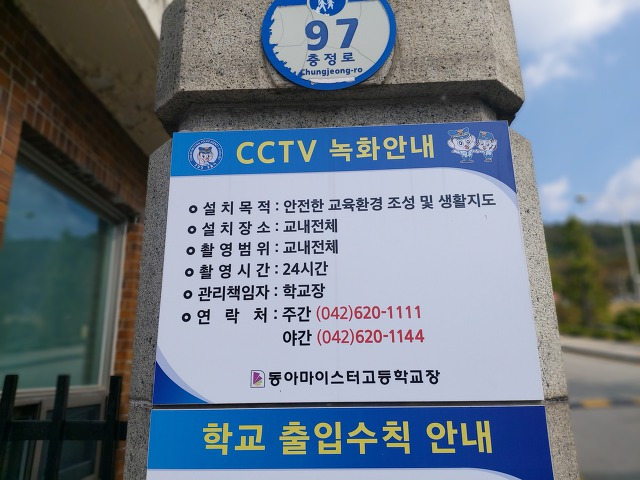 97
충정로
Chungjeong-ro
CCTV 녹화안내
설 치 목 적 : 안전한 교육환경 조성 및 생활지도
설 치 장 소 : 교내전체
촬 영 범 위 : 교내전체
촬 영 시 간 : 24시간
관리책임자 : 학교장
연 락 처 : 주간 (042)620-1111
야간 (042)620-1144
동아마이스터고등학교장
학교 출입수칙 안내